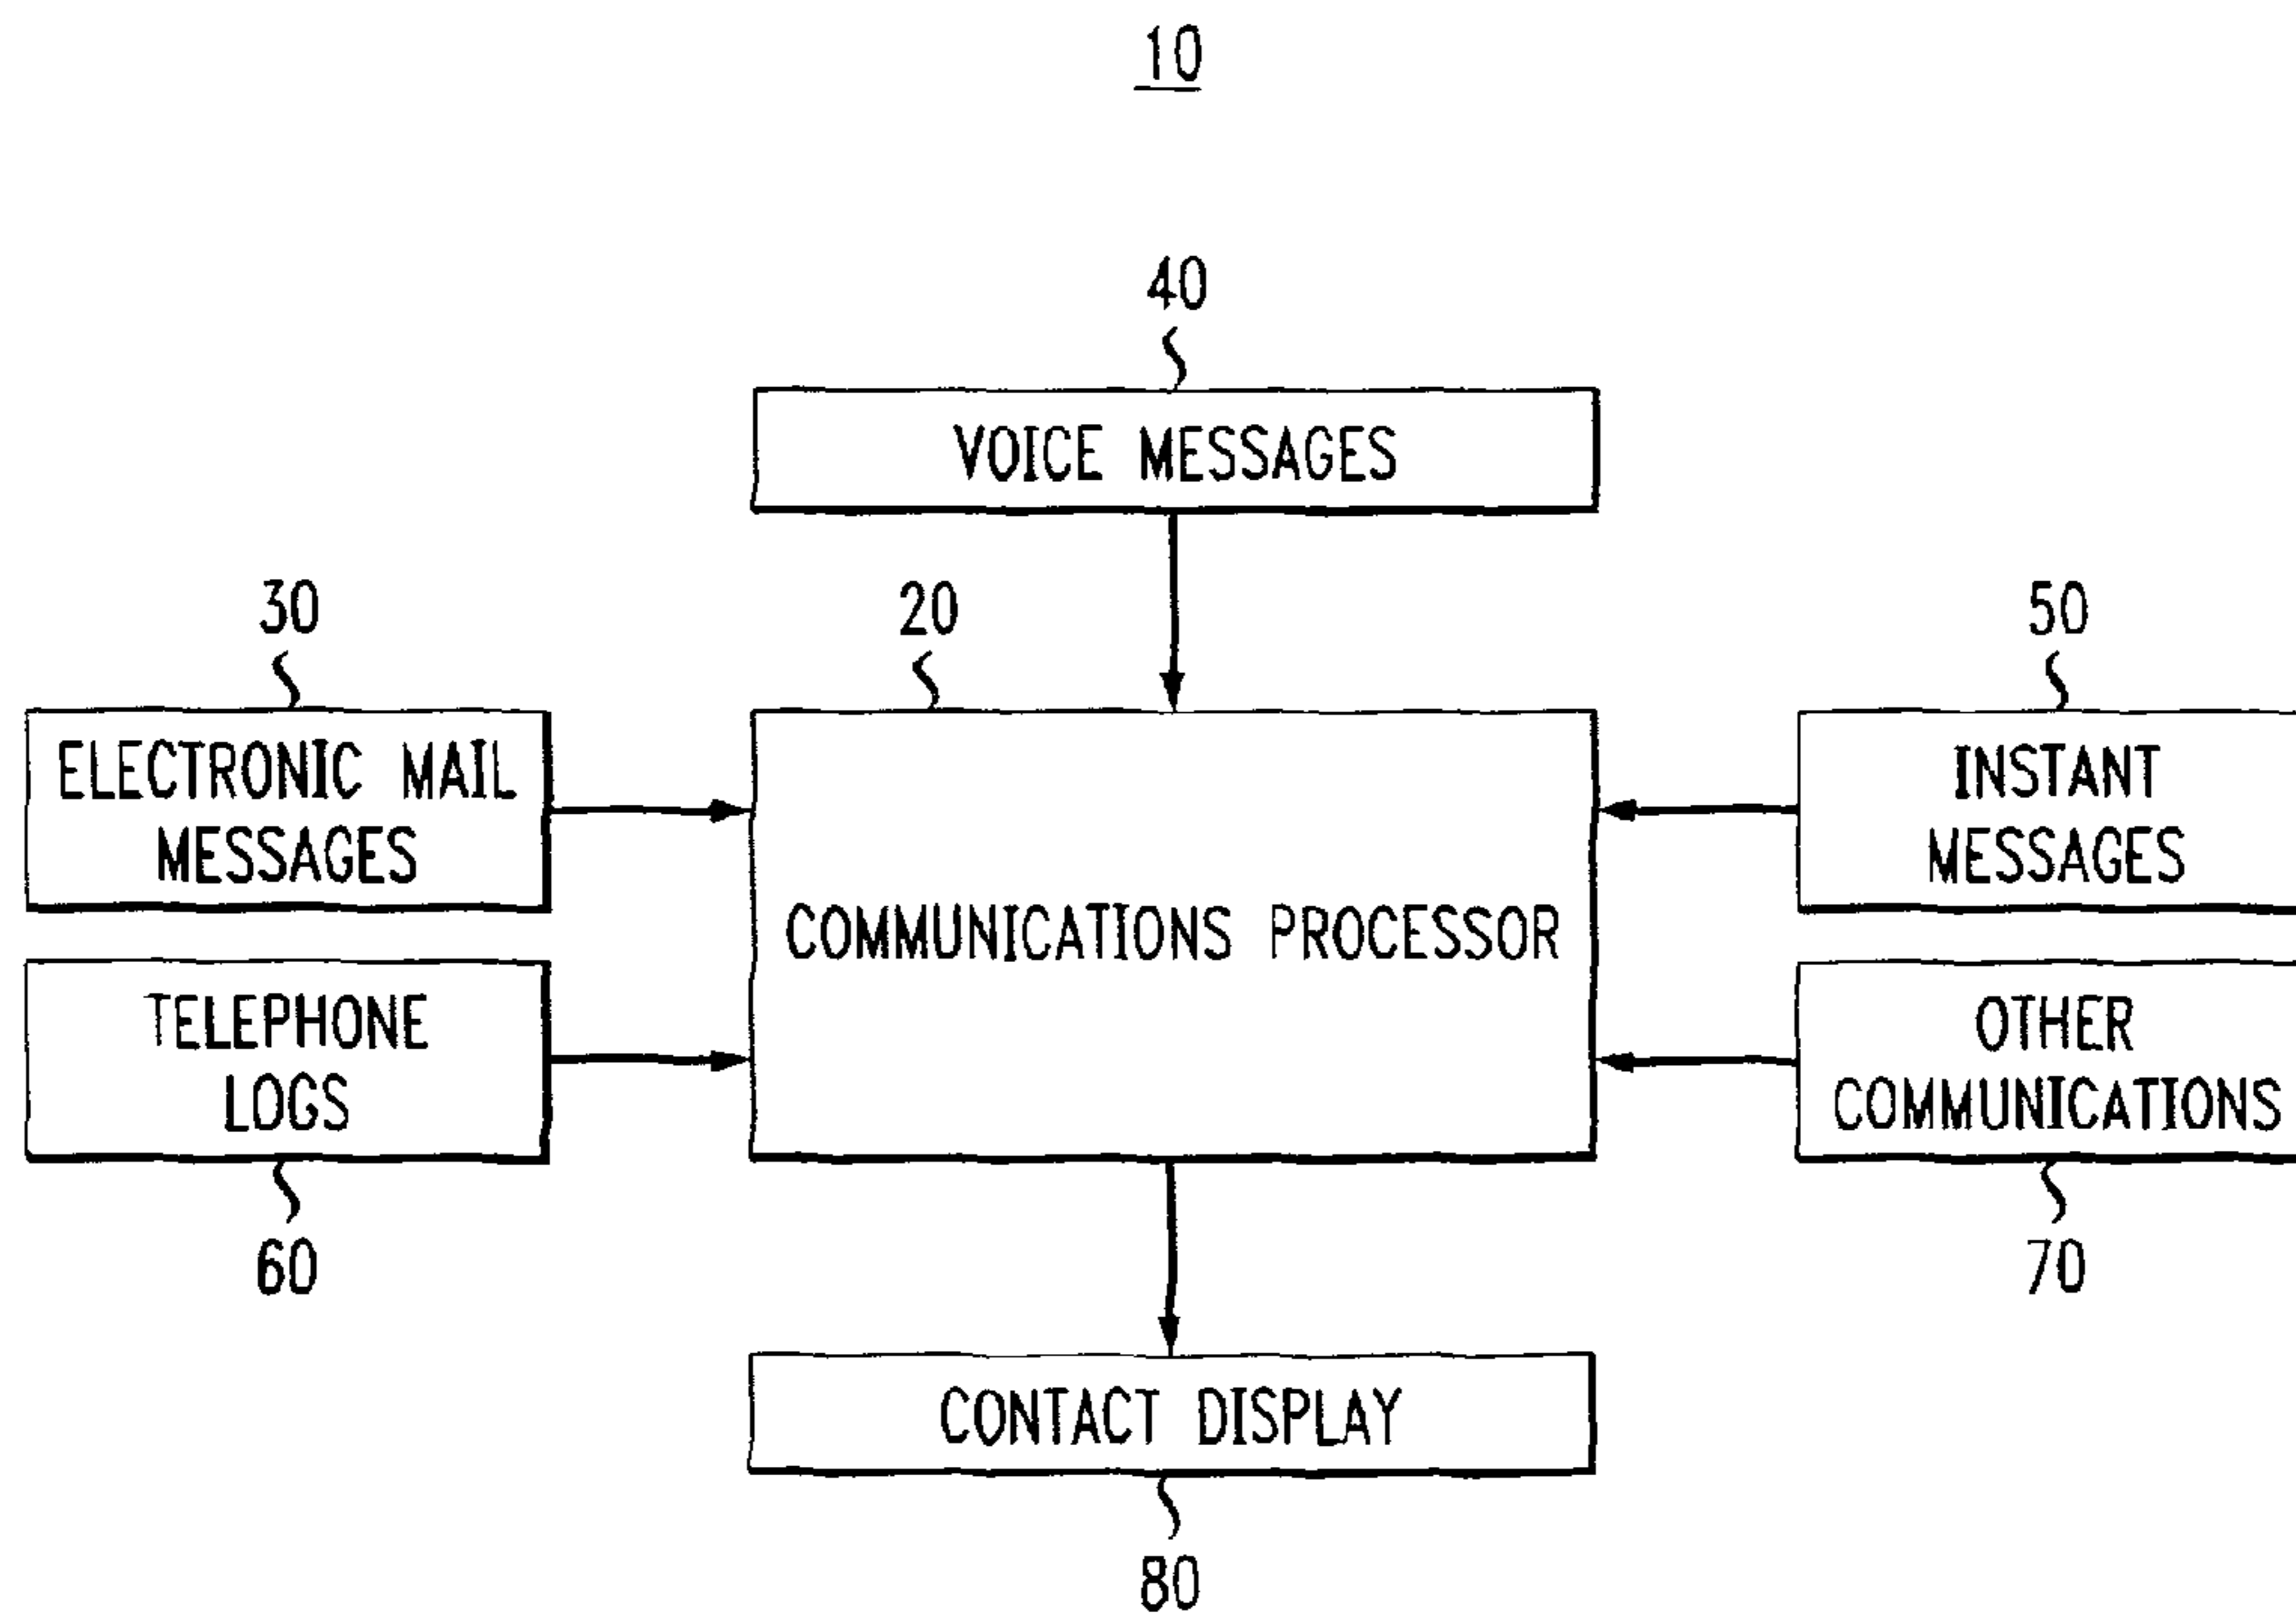 10
40
VOICE MESSAGES
30
20
50
ELECTRONIC MAIL
MESSAGES
COMMUNICATIONS PROCESSOR
INSTANT
MESSAGES
TELEPHONE
LOGS
OTHER
COMMUNICATIONS
60
70
CONTACT DISPLAY
80